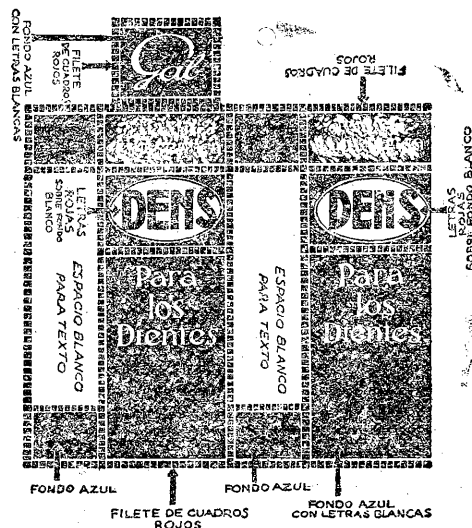 FONDO AZUL
CON LETRAS BLANCAS
FILETE
DE CUADROS
ROJOS
Goil
FILETE DE CUADROS
ROJOS
LETRAS
ROJAS
SOBRE FONDO
BLANCO
DENS
DENS
LETRAS
ROJAS
SOBRE FONDO BLANCO
ESPACIO BLANCO
PARA TEXTO
Para
los
Dientes
ESPACIO BLANCO
PARA TEXTO
Para
los
Dientes
FONDO AZUL
FILETE DE CUADROS
ROJOS
FONDO AZUL
FONDO AZUL
CON LETRAS BLANCAS